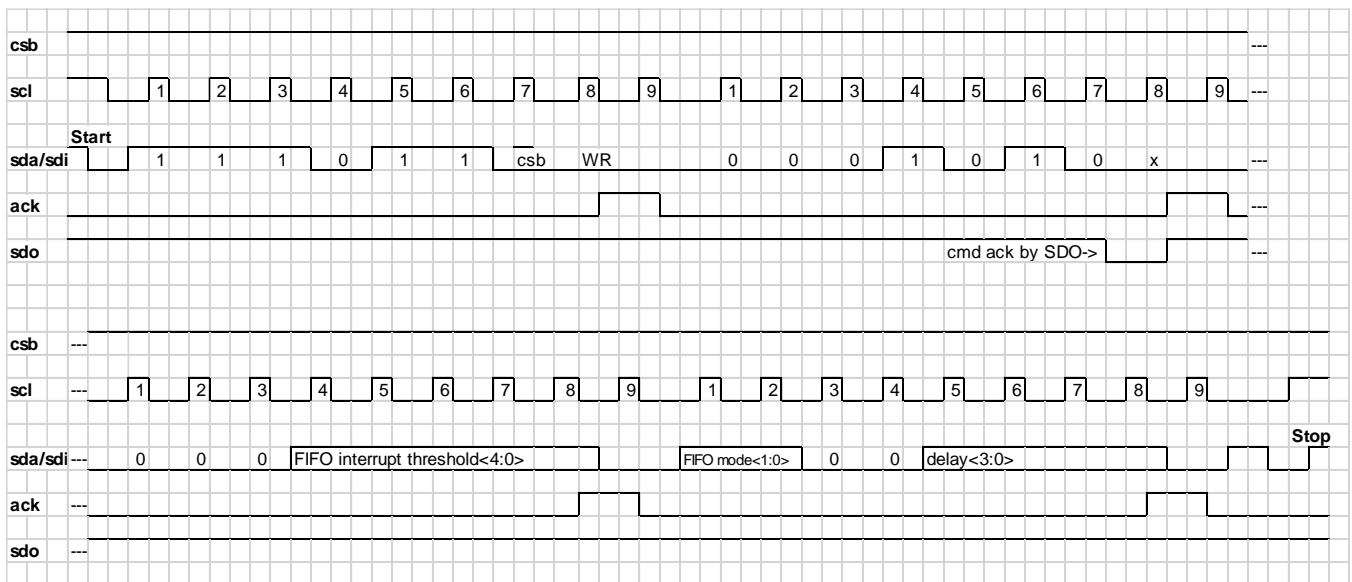 csb ---
scl 1 2 3 4 5 6 7 8 9 1 2 3 4 5 6 7 8 9 ---
Start
sda/sdi 1 1 1 0 1 1 csb WR 0 0 0 1 0 1 0 x ---
ack ---
sdo cmd ack by SDO-> ---
csb ---
scl --- 1 2 3 4 5 6 7 8 9 1 2 3 4 5 6 7 8 9
Stop
sda/sdi --- 0 0 0 FIFO interrupt threshold<4:0> FIFO mode<1:0> 0 0 delay<3:0>
ack ---
sdo ---